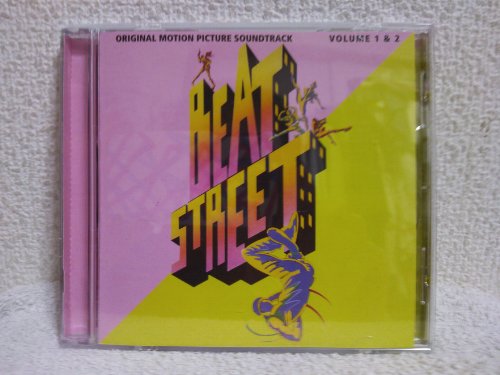 ORIGINAL MOTION PICTURE SOUNDTRACK VOLUME 1 & 2
BEAT
STREET